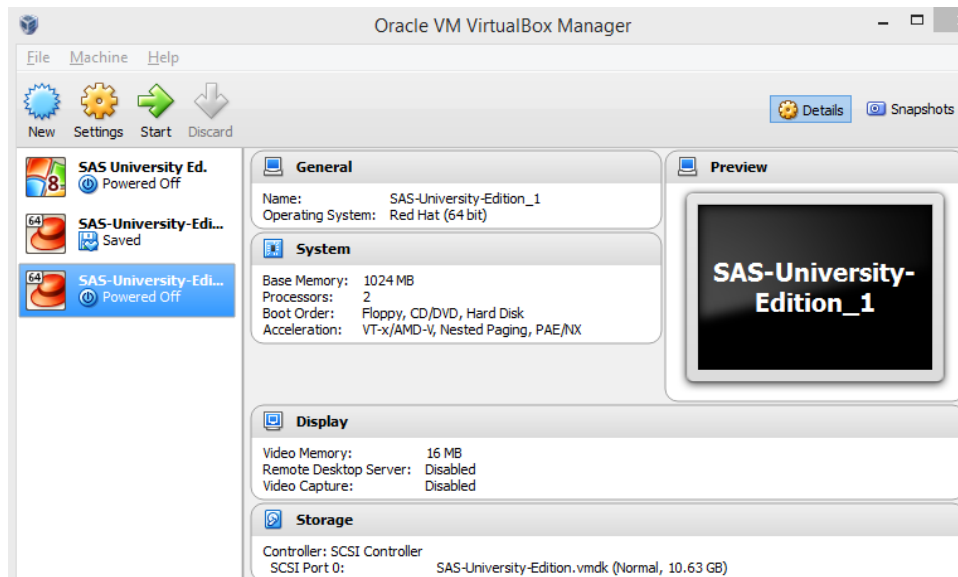 Oracle VM VirtualBox Manager
File Machine Help
New Settings Start Discard
Details Snapshots
8
SAS University Ed.
Powered Off
64
SAS-University-Edi...
Saved
64
SAS-University-Edi...
Powered Off
General
Name: SAS-University-Edition_1
Operating System: Red Hat (64 bit)
System
Base Memory: 1024 MB
Processors: 2
Boot Order: Floppy, CD/DVD, Hard Disk
Acceleration: VT-x/AMD-V, Nested Paging, PAE/NX
Preview
SAS-University-
Edition_1
Display
Video Memory: 16 MB
Remote Desktop Server: Disabled
Video Capture: Disabled
Storage
Controller: SCSI Controller
SCSI Port 0: SAS-University-Edition.vmdk (Normal, 10.63 GB)